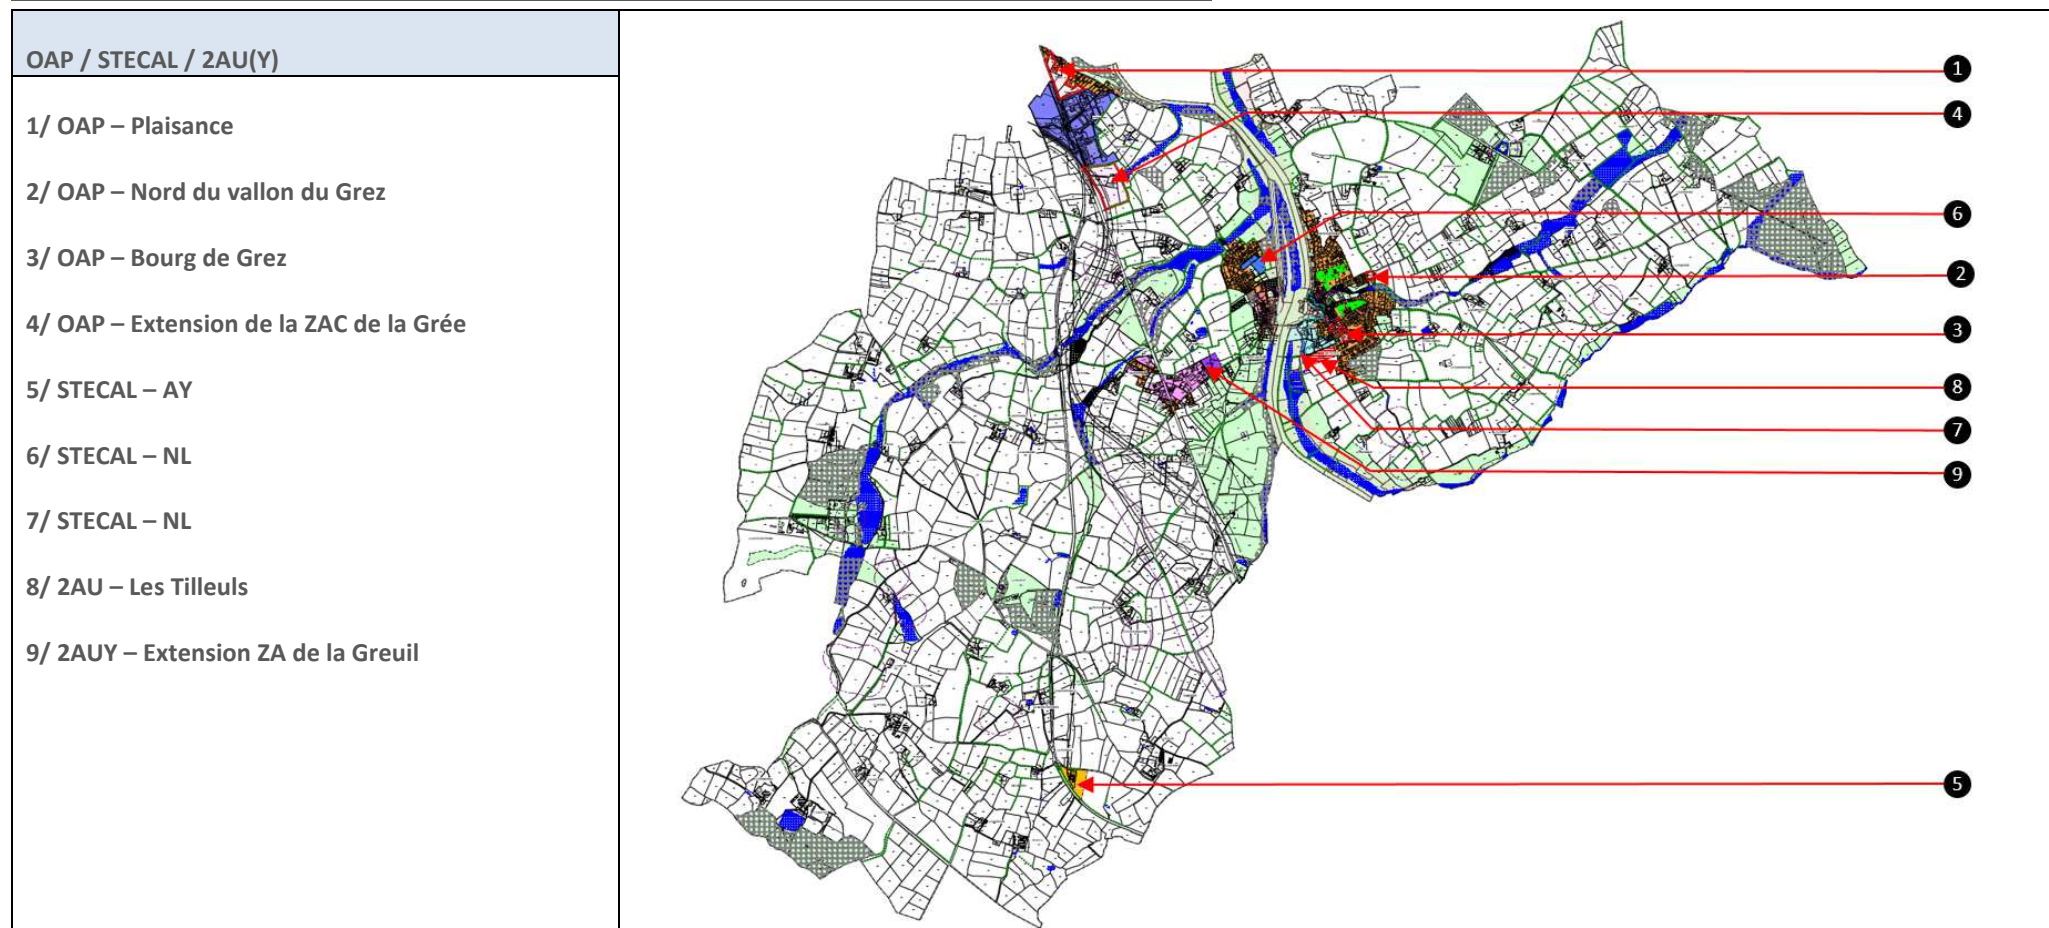 OAP / STECAL / 2AU(Y)
1/ OAP – Plaisance
2/ OAP – Nord du vallon du Grez
3/ OAP – Bourg de Grez
4/ OAP – Extension de la ZAC de la Grée
5/ STECAL – AY
6/ STECAL – NL
7/ STECAL – NL
8/ 2AU – Les Tilleuls
9/ 2AUY – Extension ZA de la Greuil
1
4
6
2
3
8
7
9
5